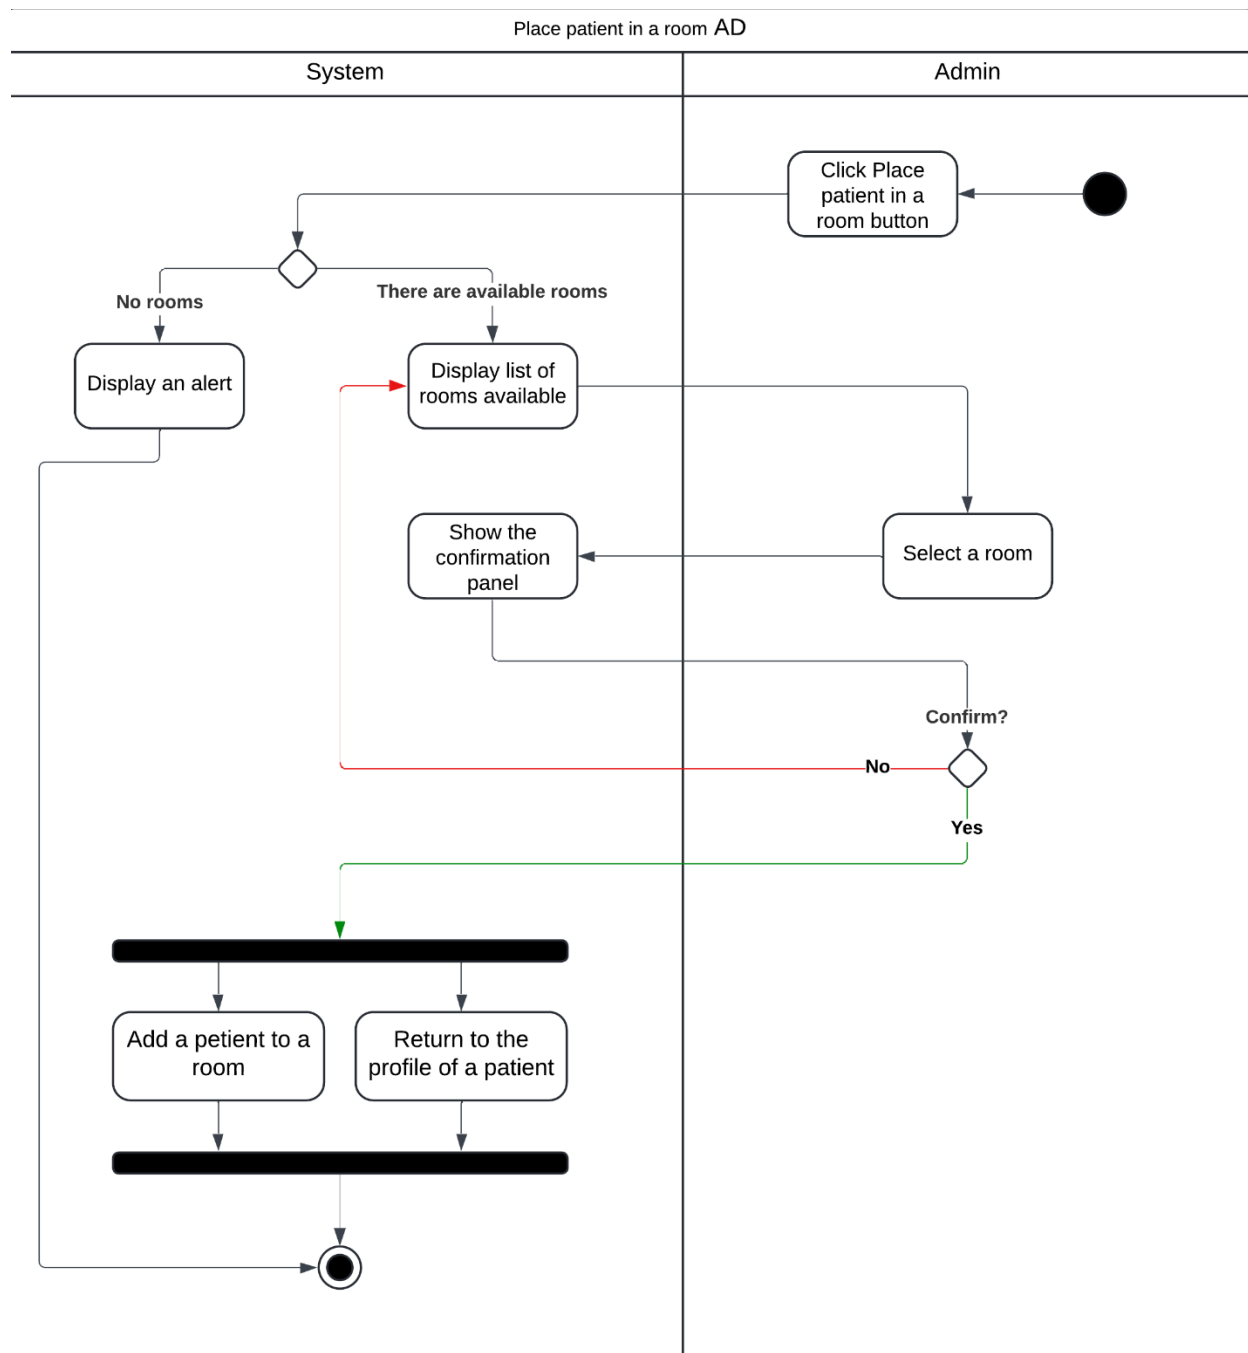 Place patient in a room AD
System
Admin
Click Place
patient in a
room button
No rooms
There are available rooms
Display an alert
Display list of
rooms available
Show the
confirmation
panel
Select a room
Confirm?
No
Yes
Add a petient to a
room
Return to the
profile of a patient